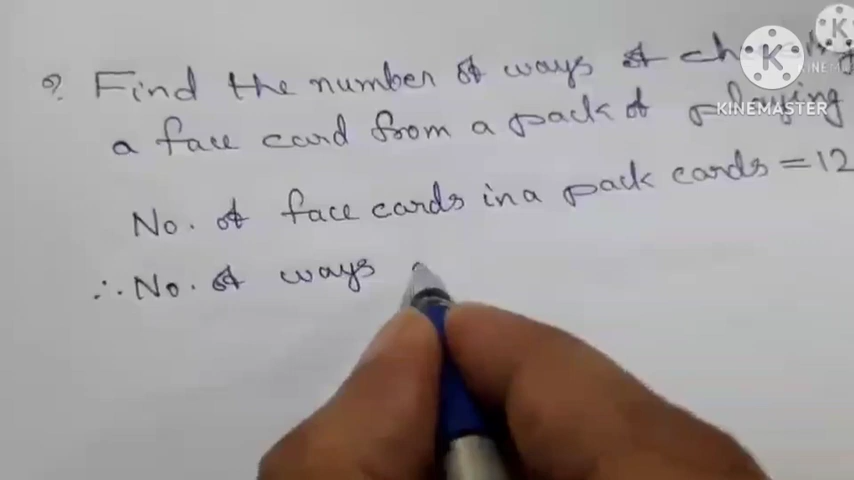 ? Find the number of ways of
a face card from a pack of playing
No. of face cards in a pack cards = 12
∴ No. of ways
KINEMASTER